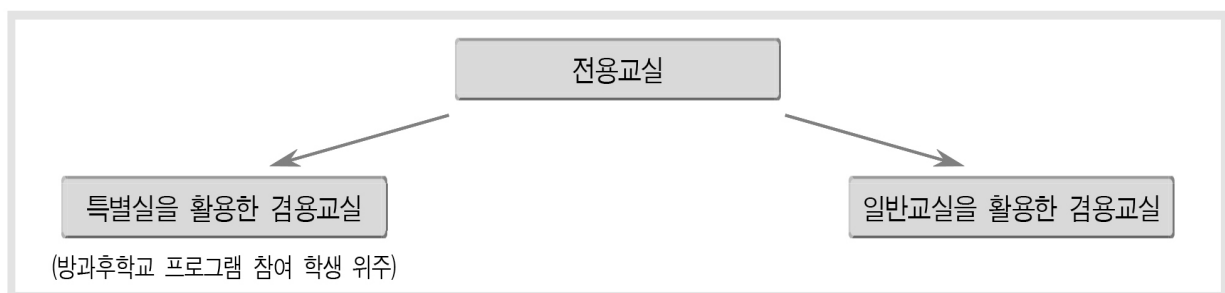 전용교실
특별실을 활용한 겸용교실
일반교실을 활용한 겸용교실
(방과후학교 프로그램 참여 학생 위주)